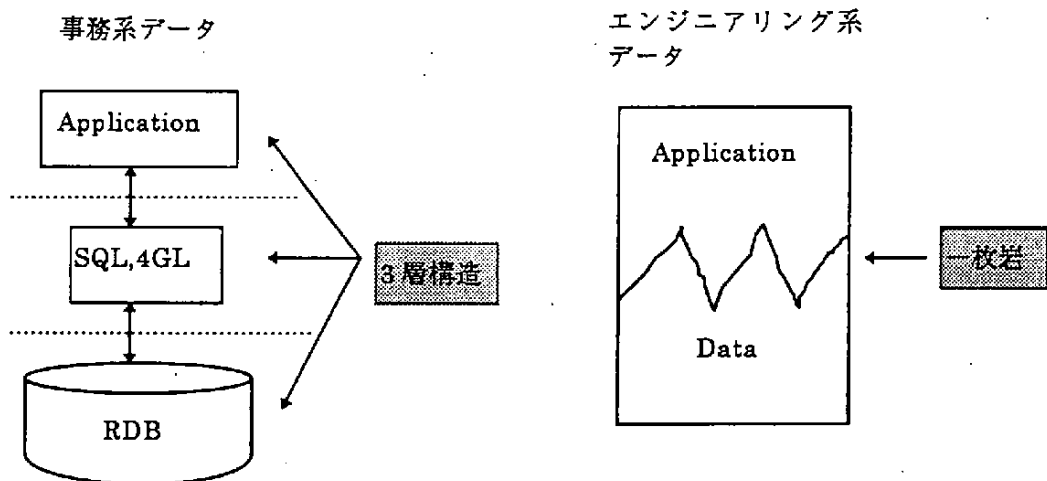 事務系データ
Application
SQL,4GL
RDB
3層構造
エンジニアリング系
データ
Application
Data
一枚岩